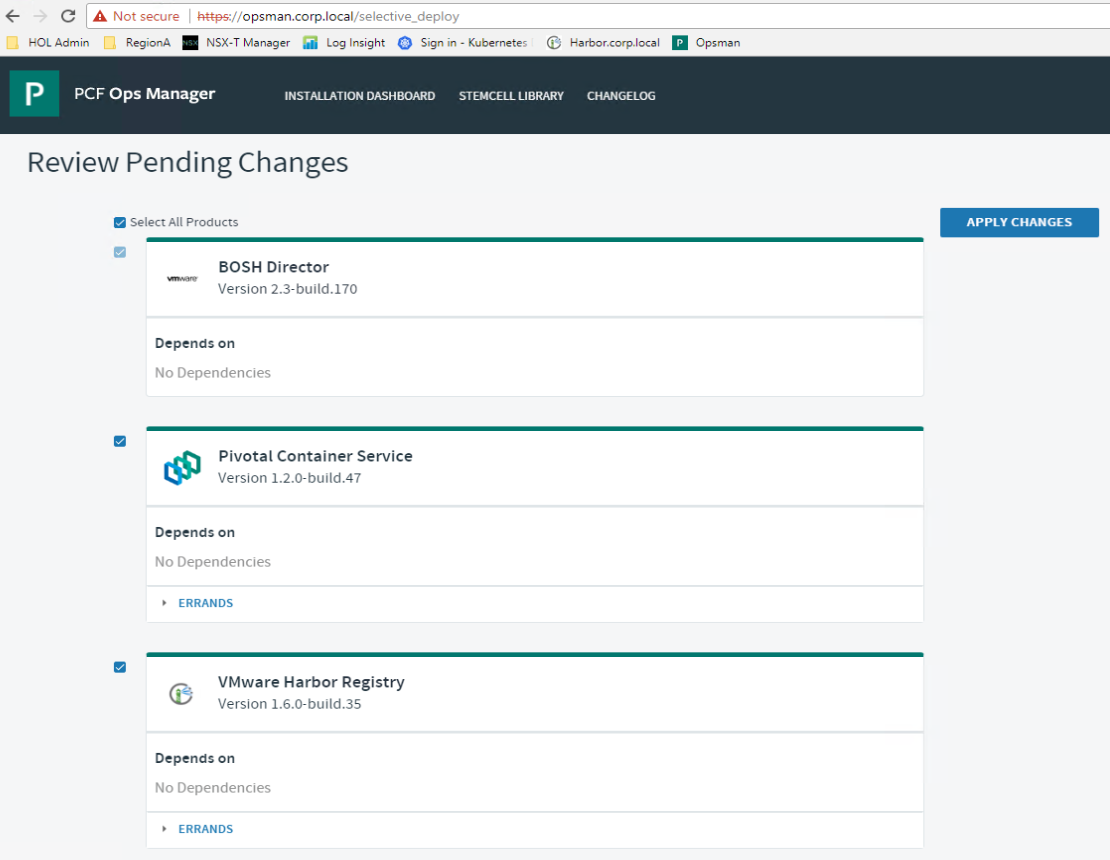 Not secure https://opsman.corp.local/selective_deploy
HOL Admin RegionA NSX NSX-T Manager Log Insight Sign in - Kubernetes Harbor.corp.local P Opsman
P PCF Ops Manager INSTALLATION DASHBOARD STEMCELL LIBRARY CHANGELOG
Review Pending Changes
Select All Products
APPLY CHANGES
vmware BOSH Director
Version 2.3-build.170
Depends on
No Dependencies
Pivotal Container Service
Version 1.2.0-build.47
Depends on
No Dependencies
ERRANDS
VMware Harbor Registry
Version 1.6.0-build.35
Depends on
No Dependencies
ERRANDS